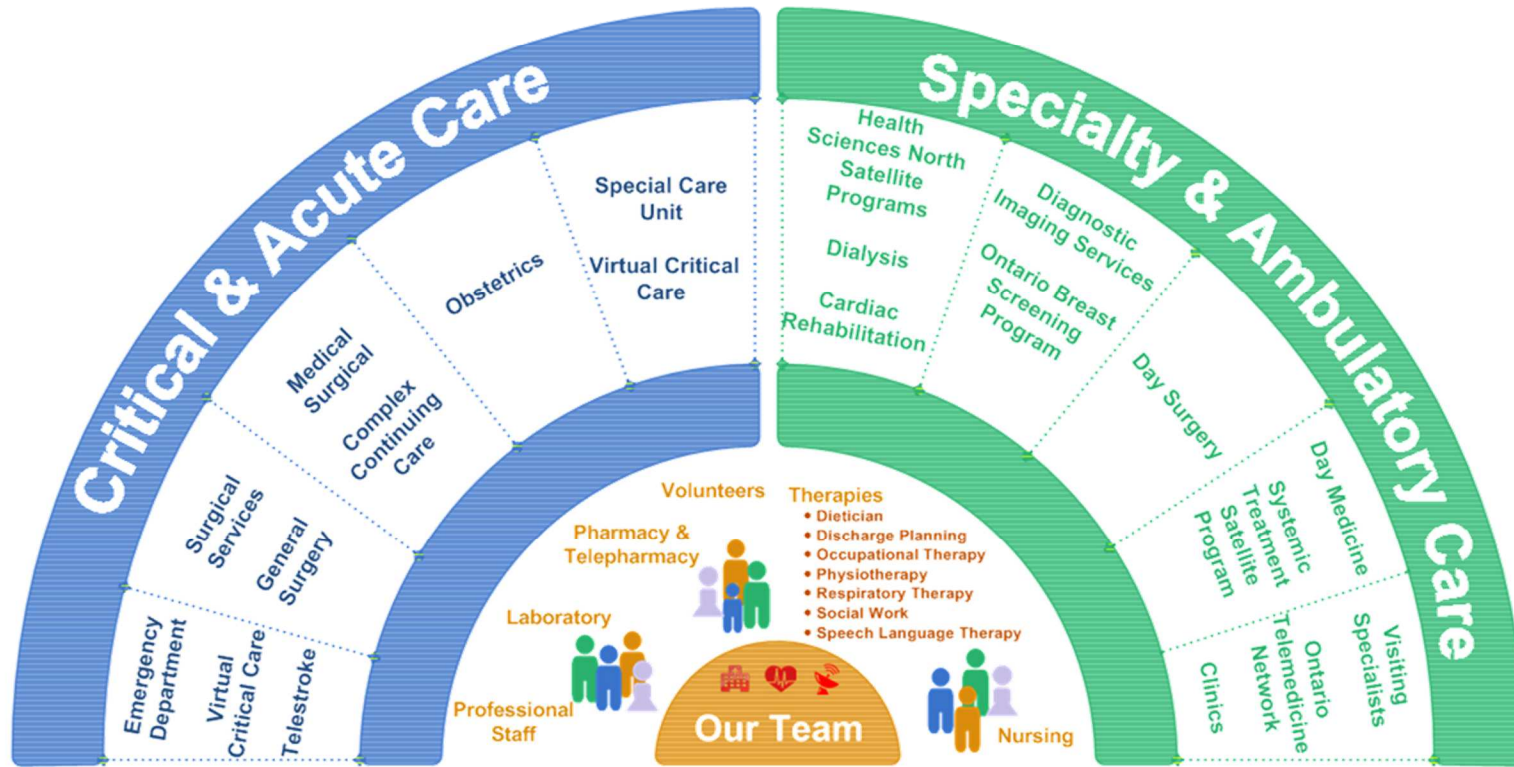 Critical & Acute Care
Emergency
Department
Virtual
Critical Care
Telestroke
Surgical
Services
General
Surgery
Medical
Surgical
Complex
Continuing
Care
Obstetrics
Special Care
Unit
Virtual Critical
Care
Specialty & Ambulatory Care
Health
Sciences North
Satellite
Programs
Dialysis
Cardiac
Rehabilitation
Diagnostic
Imaging Services
Ontario Breast
Screening
Program
Day Surgery
Day Medicine
Systemic
Treatment
Satellite
Program
Visiting
Specialists
Ontario
Telemedicine
Network
Clinics
Volunteers
Pharmacy &
Telepharmacy
Laboratory
Professional
Staff
Therapies
• Dietician
• Discharge Planning
• Occupational Therapy
• Physiotherapy
• Respiratory Therapy
• Social Work
• Speech Language Therapy
Nursing
Our Team